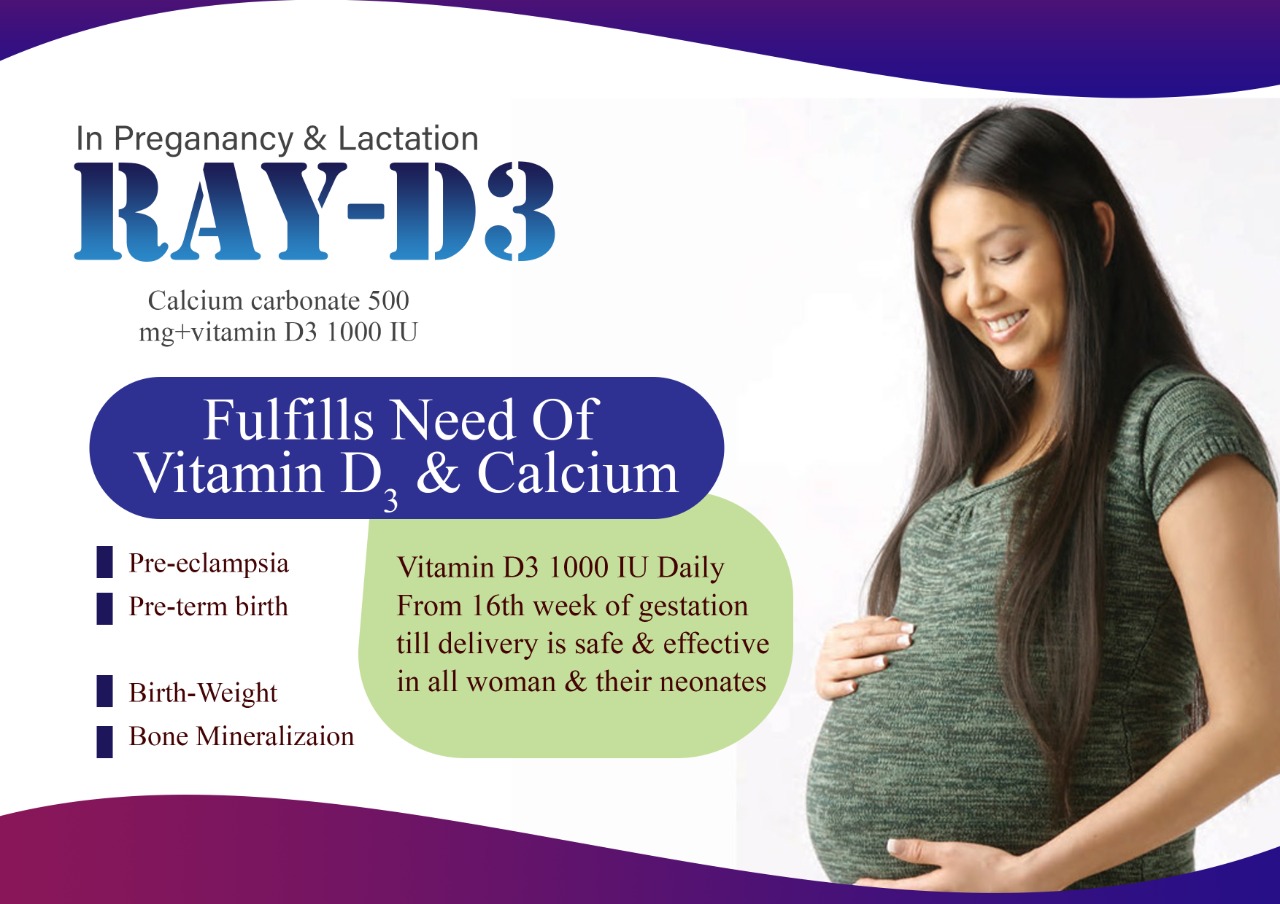 In Preganancy & Lactation
RAY-D3
Calcium carbonate 500
mg+vitamin D3 1000 IU
Fulfills Need Of
Vitamin D3 & Calcium
Pre-eclampsia
Pre-term birth
Birth-Weight
Bone Mineralizaion
Vitamin D3 1000 IU Daily
From 16th week of gestation
till delivery is safe & effective
in all woman & their neonates